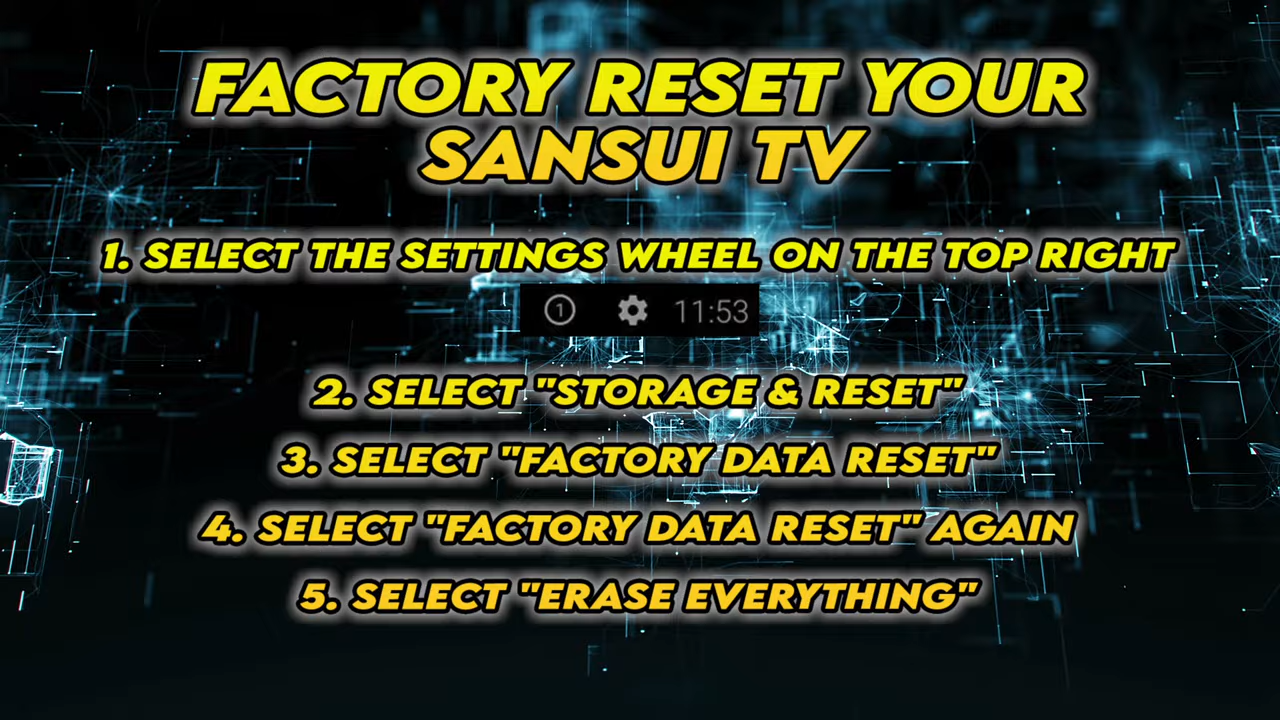 FACTORY RESET YOUR
SANSUI TV
1. SELECT THE SETTINGS WHEEL ON THE TOP RIGHT
1 11:53
2. SELECT "STORAGE & RESET"
3. SELECT "FACTORY DATA RESET"
4. SELECT "FACTORY DATA RESET" AGAIN
5. SELECT "ERASE EVERYTHING"